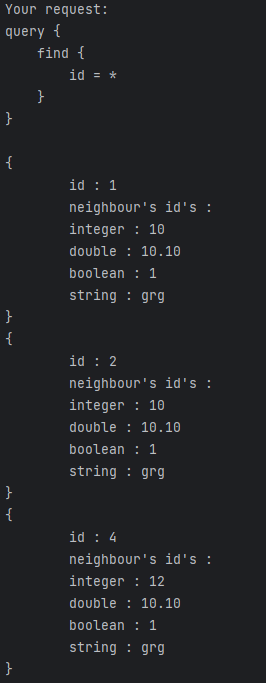 Your request:
query {
    find {
        id = *
    }
}

{
        id : 1
        neighbour's id's :
        integer : 10
        double : 10.10
        boolean : 1
        string : grg
}
{
        id : 2
        neighbour's id's :
        integer : 10
        double : 10.10
        boolean : 1
        string : grg
}
{
        id : 4
        neighbour's id's :
        integer : 12
        double : 10.10
        boolean : 1
        string : grg
}